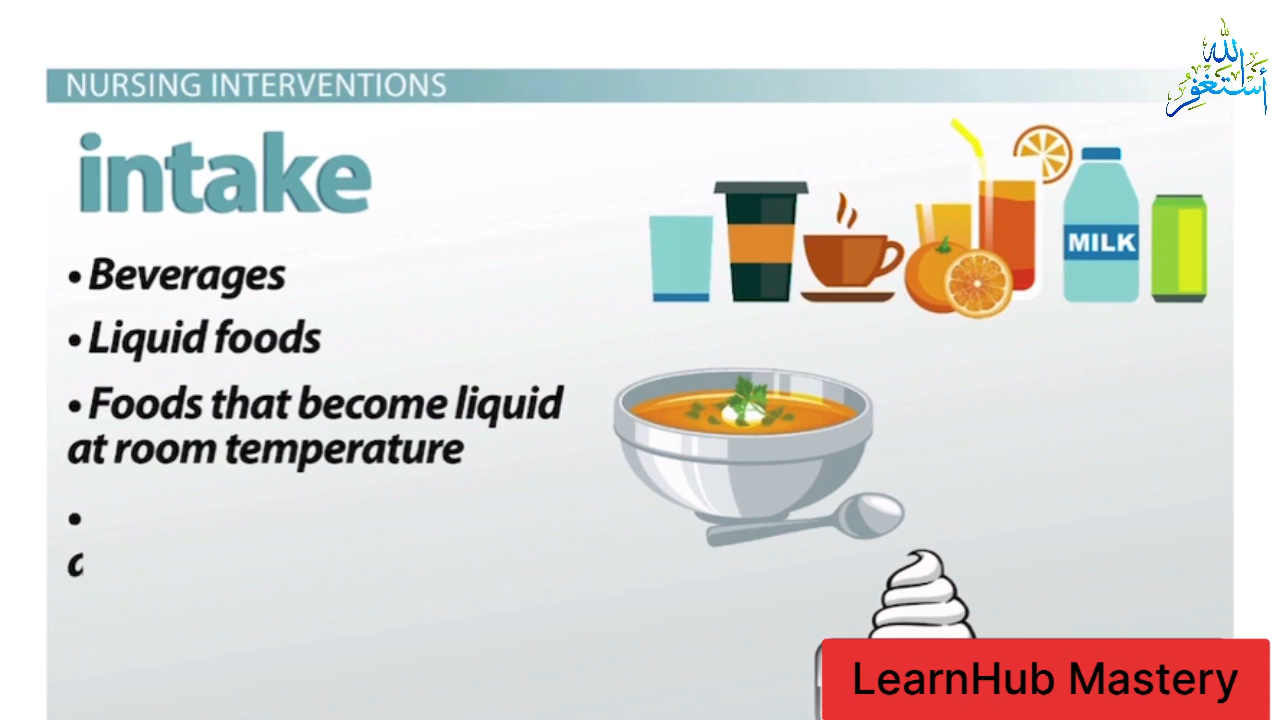 NURSING INTERVENTIONS
أستغفر الله
intake
• Beverages
• Liquid foods
• Foods that become liquid
at room temperature
•
MILK
LearnHub Mastery